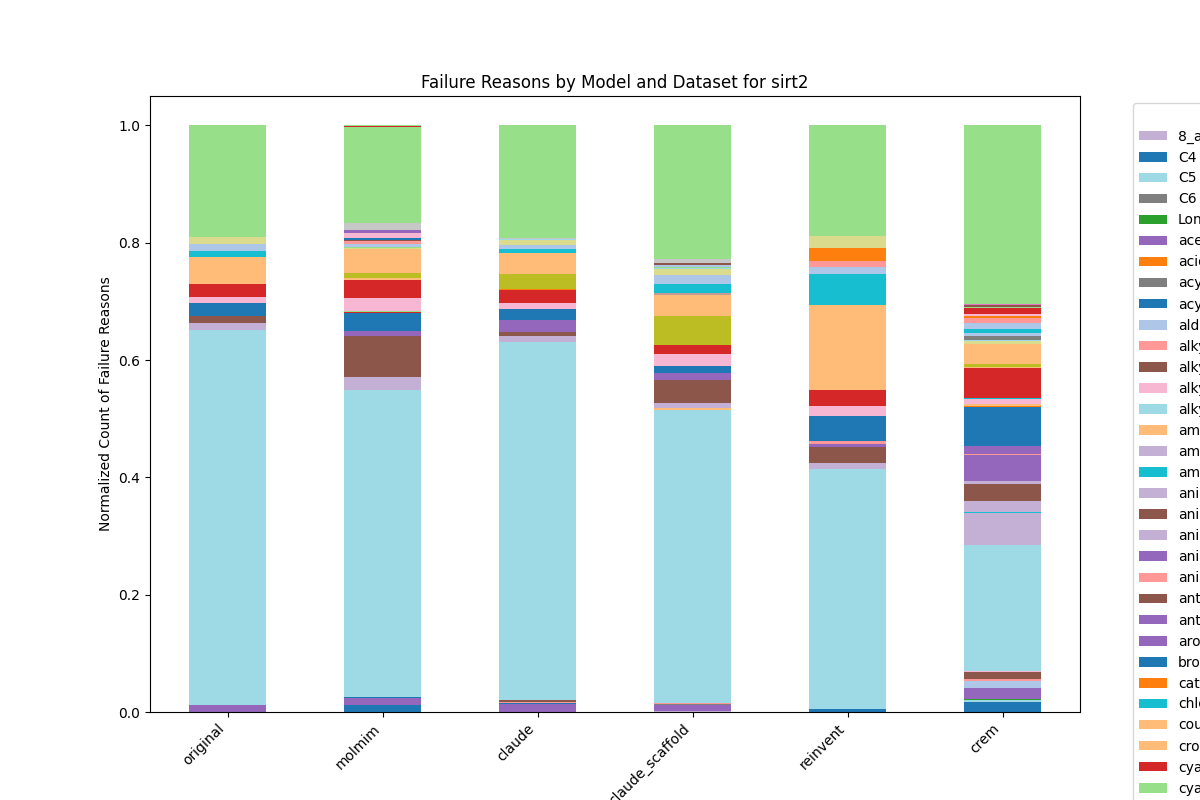 Failure Reasons by Model and Dataset for sirt2
Normalized Count of Failure Reasons
1.0
0.8
0.6
0.4
0.2
0.0
original
molmim
claude
claude_scaffold
reinvent
crem
8_a
C4
C5
C6
Lon
ace
acid
acy
acy
ald
alky
alky
alky
alky
am
am
am
ani
ani
ani
ani
ani
ant
ant
aro
bro
cat
chl
cou
cro
cya
cya